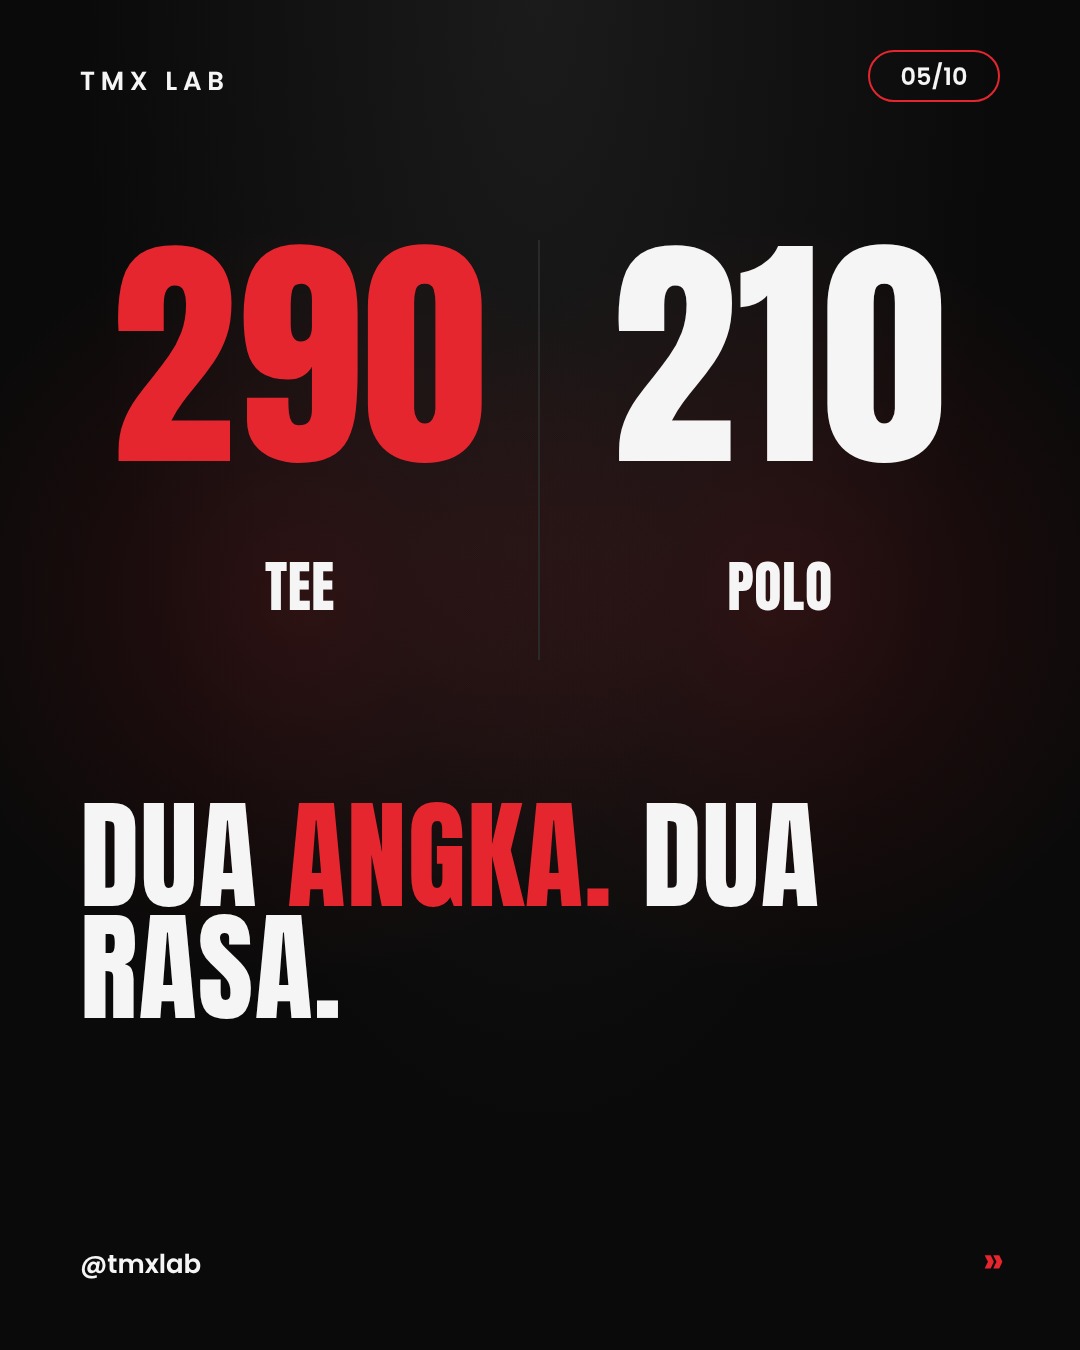 TMX LAB
05/10
290
210
TEE
POLO
DUA ANGKA. DUA
RASA.
@tmxlab
»